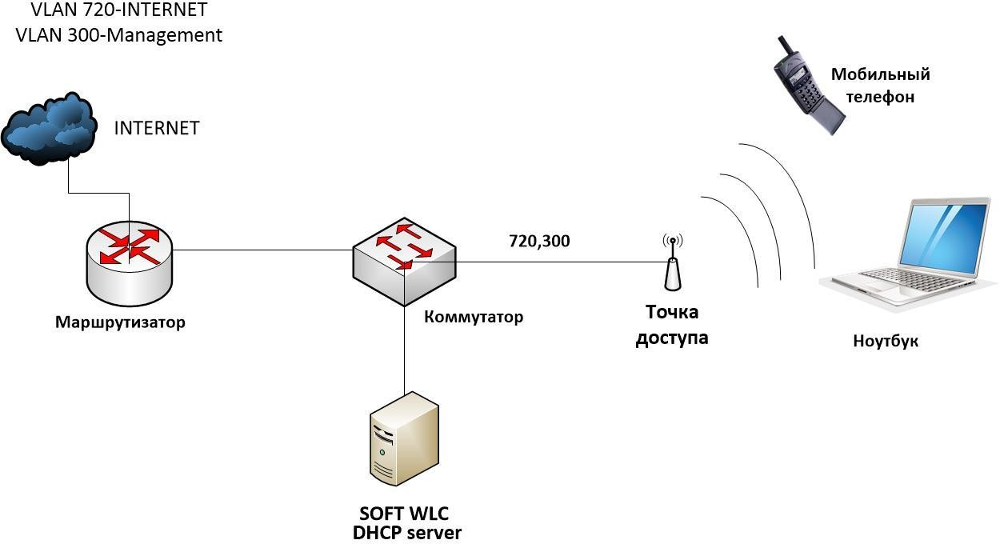 VLAN 720-INTERNET
VLAN 300-Management
INTERNET
Мобильный
телефон
720,300
Маршрутизатор
Коммутатор
Точка
доступа
Ноутбук
SOFT WLC
DHCP server